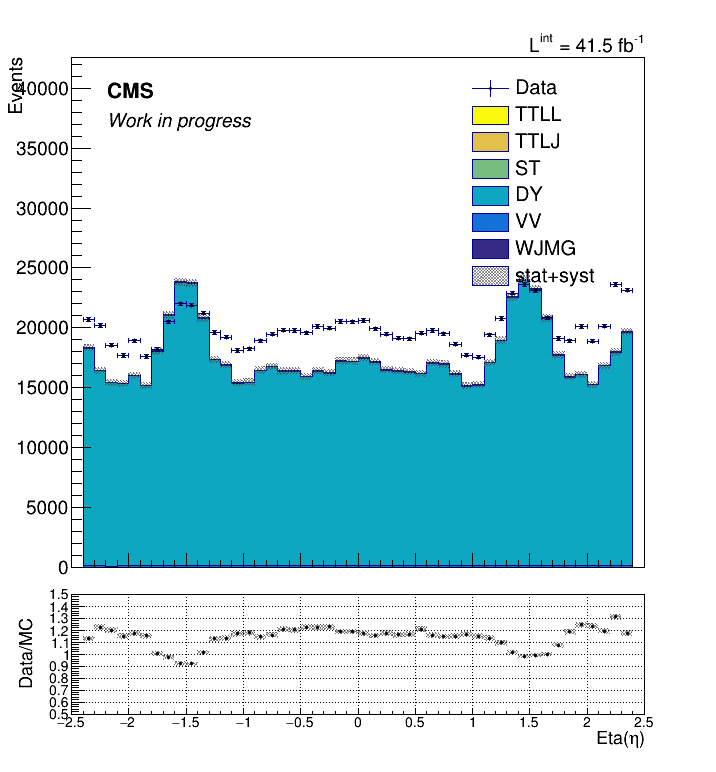 L^int = 41.5 fb^-1
Events
CMS
Work in progress
Data
TTLL
TTLJ
ST
DY
VV
WJMG
stat+syst
40000
35000
30000
25000
20000
15000
10000
5000
0
Data/MC
1.5
1.4
1.3
1.2
1.1
1
0.9
0.8
0.7
0.6
0.5
−2.5 −2 −1.5 −1 −0.5 0 0.5 1 1.5 2 2.5
Eta(η)